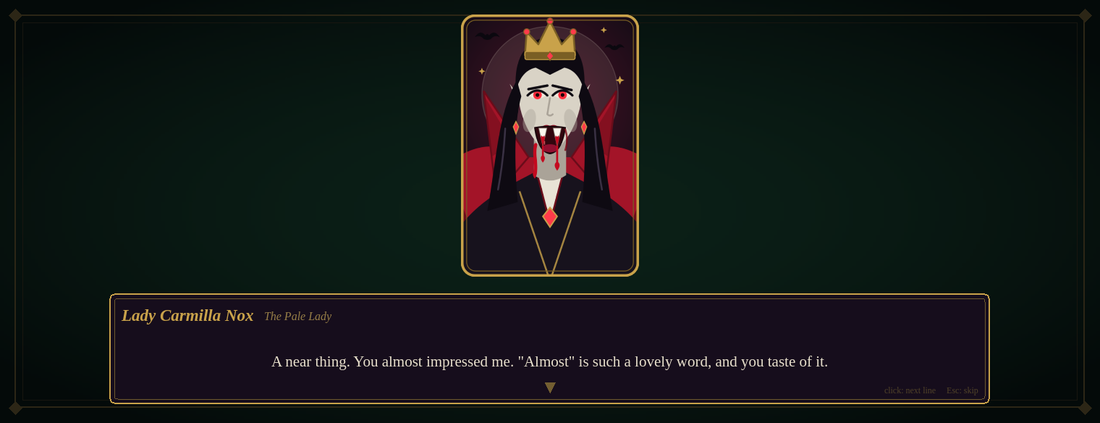 Lady Carmilla Nox The Pale Lady
A near thing. You almost impressed me. "Almost" is such a lovely word, and you taste of it.
click: next line Esc: skip